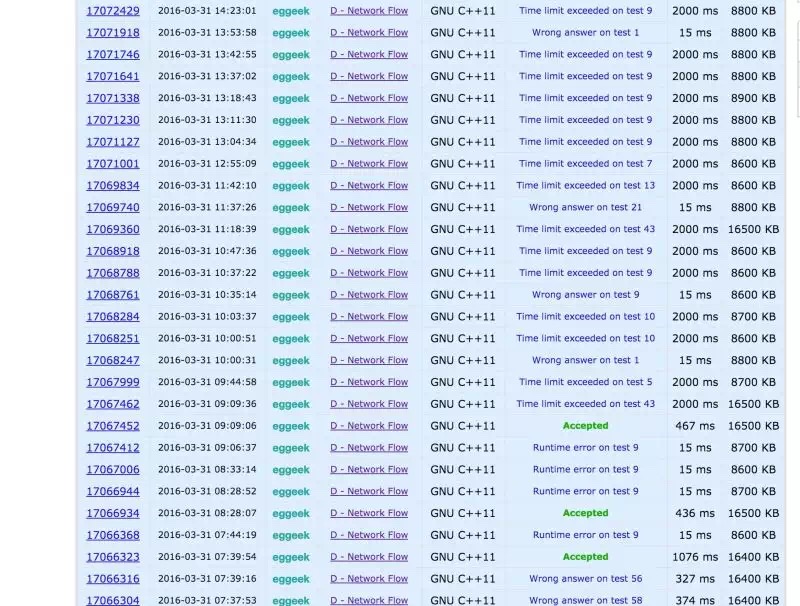 17072429 2016-03-31 14:23:01 eggeek D - Network Flow GNU C++11 Time limit exceeded on test 9 2000 ms 8800 KB
17071918 2016-03-31 13:53:58 eggeek D - Network Flow GNU C++11 Wrong answer on test 1 15 ms 8800 KB
17071746 2016-03-31 13:42:55 eggeek D - Network Flow GNU C++11 Time limit exceeded on test 9 2000 ms 8800 KB
17071641 2016-03-31 13:37:02 eggeek D - Network Flow GNU C++11 Time limit exceeded on test 9 2000 ms 8800 KB
17071338 2016-03-31 13:18:43 eggeek D - Network Flow GNU C++11 Time limit exceeded on test 9 2000 ms 8900 KB
17071230 2016-03-31 13:11:30 eggeek D - Network Flow GNU C++11 Time limit exceeded on test 9 2000 ms 8800 KB
17071127 2016-03-31 13:04:34 eggeek D - Network Flow GNU C++11 Time limit exceeded on test 9 2000 ms 8800 KB
17071001 2016-03-31 12:55:09 eggeek D - Network Flow GNU C++11 Time limit exceeded on test 7 2000 ms 8600 KB
17069834 2016-03-31 11:42:10 eggeek D - Network Flow GNU C++11 Time limit exceeded on test 13 2000 ms 8600 KB
17069740 2016-03-31 11:37:26 eggeek D - Network Flow GNU C++11 Wrong answer on test 21 15 ms 8800 KB
17069360 2016-03-31 11:18:39 eggeek D - Network Flow GNU C++11 Time limit exceeded on test 43 2000 ms 16500 KB
17068918 2016-03-31 10:47:36 eggeek D - Network Flow GNU C++11 Time limit exceeded on test 9 2000 ms 8600 KB
17068788 2016-03-31 10:37:22 eggeek D - Network Flow GNU C++11 Time limit exceeded on test 9 2000 ms 8600 KB
17068761 2016-03-31 10:35:14 eggeek D - Network Flow GNU C++11 Wrong answer on test 9 15 ms 8600 KB
17068284 2016-03-31 10:03:37 eggeek D - Network Flow GNU C++11 Time limit exceeded on test 10 2000 ms 8700 KB
17068251 2016-03-31 10:00:51 eggeek D - Network Flow GNU C++11 Time limit exceeded on test 10 2000 ms 8600 KB
17068247 2016-03-31 10:00:31 eggeek D - Network Flow GNU C++11 Wrong answer on test 1 15 ms 8800 KB
17067999 2016-03-31 09:44:58 eggeek D - Network Flow GNU C++11 Time limit exceeded on test 5 2000 ms 8700 KB
17067462 2016-03-31 09:09:36 eggeek D - Network Flow GNU C++11 Time limit exceeded on test 43 2000 ms 16500 KB
17067452 2016-03-31 09:09:06 eggeek D - Network Flow GNU C++11 Accepted 467 ms 16500 KB
17067412 2016-03-31 09:06:37 eggeek D - Network Flow GNU C++11 Runtime error on test 9 15 ms 8700 KB
17067006 2016-03-31 08:33:14 eggeek D - Network Flow GNU C++11 Runtime error on test 9 15 ms 8600 KB
17066944 2016-03-31 08:28:52 eggeek D - Network Flow GNU C++11 Runtime error on test 9 15 ms 8700 KB
17066934 2016-03-31 08:28:07 eggeek D - Network Flow GNU C++11 Accepted 436 ms 16500 KB
17066368 2016-03-31 07:44:19 eggeek D - Network Flow GNU C++11 Runtime error on test 9 15 ms 8600 KB
17066323 2016-03-31 07:39:54 eggeek D - Network Flow GNU C++11 Accepted 1076 ms 16400 KB
17066316 2016-03-31 07:39:16 eggeek D - Network Flow GNU C++11 Wrong answer on test 56 327 ms 16400 KB
17066304 2016-03-31 07:37:53 eggeek D - Network Flow GNU C++11 Wrong answer on test 58 374 ms 16400 KB